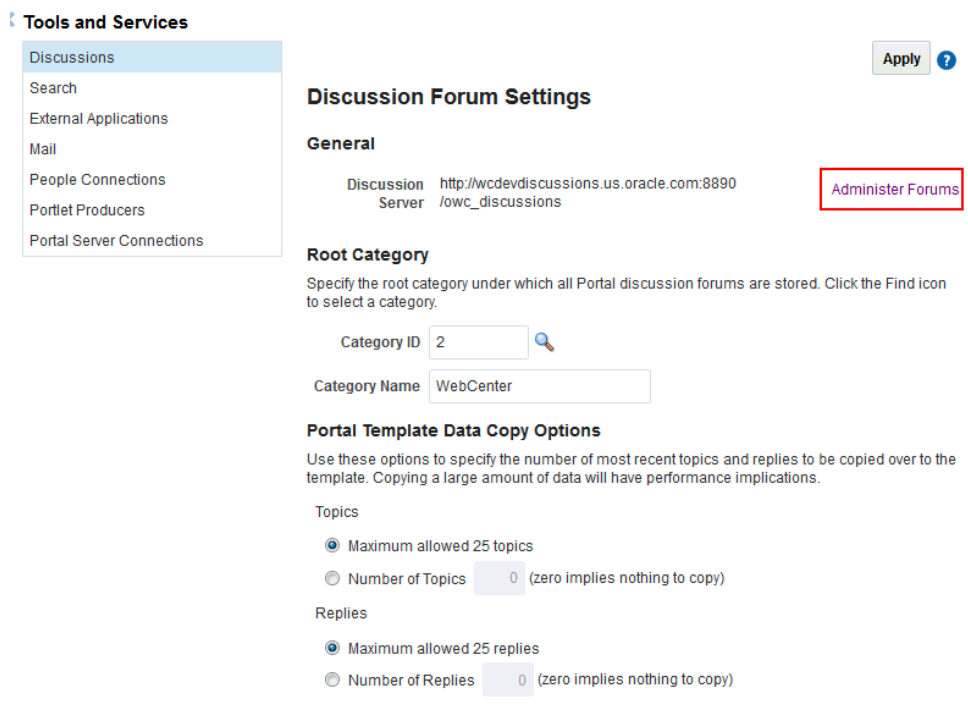 Tools and Services
Discussions
Search
External Applications
Mail
People Connections
Portlet Producers
Portal Server Connections
Apply
?
Discussion Forum Settings
General
Discussion Server
http://wcdevdiscussions.us.oracle.com:8890
/owc_discussions
Administer Forums
Root Category
Specify the root category under which all Portal discussion forums are stored. Click the Find icon
to select a category.
Category ID 2
Category Name WebCenter
Portal Template Data Copy Options
Use these options to specify the number of most recent topics and replies to be copied over to the
template. Copying a large amount of data will have performance implications.
Topics
Maximum allowed 25 topics
Number of Topics 0 (zero implies nothing to copy)
Replies
Maximum allowed 25 replies
Number of Replies 0 (zero implies nothing to copy)